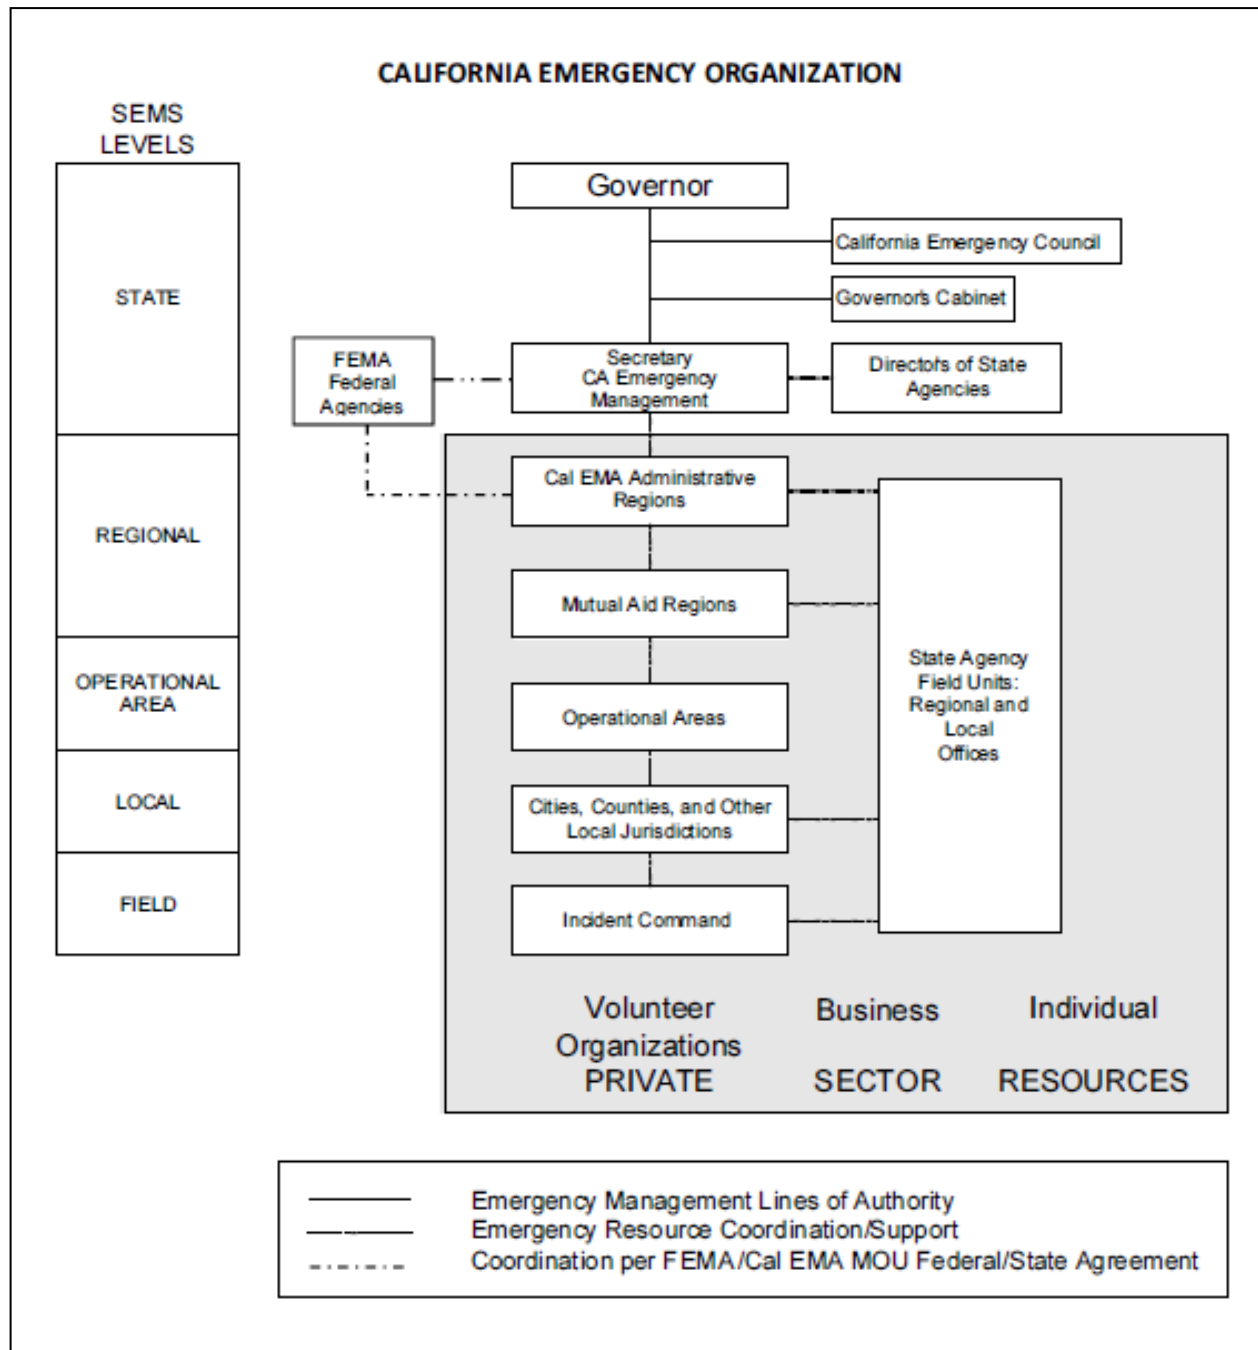 CALIFORNIA EMERGENCY ORGANIZATION
SEMS
LEVELS
STATE
REGIONAL
OPERATIONAL
AREA
LOCAL
FIELD
Governor
California Emergency Council
Governor's Cabinet
FEMA
Federal
Agencies
Secretary
CA Emergency
Management
Director's of State
Agencies
Cal EMA Administrative
Regions
Mutual Aid Regions
Operational Areas
Cities, Counties, and Other
Local Jurisdictions
Incident Command
State Agency
Field Units:
Regional and
Local
Offices
Volunteer
Organizations
Business
Individual
PRIVATE SECTOR RESOURCES
Emergency Management Lines of Authority
Emergency Resource Coordination/Support
Coordination per FEMA/Cal EMA MOU Federal/State Agreement